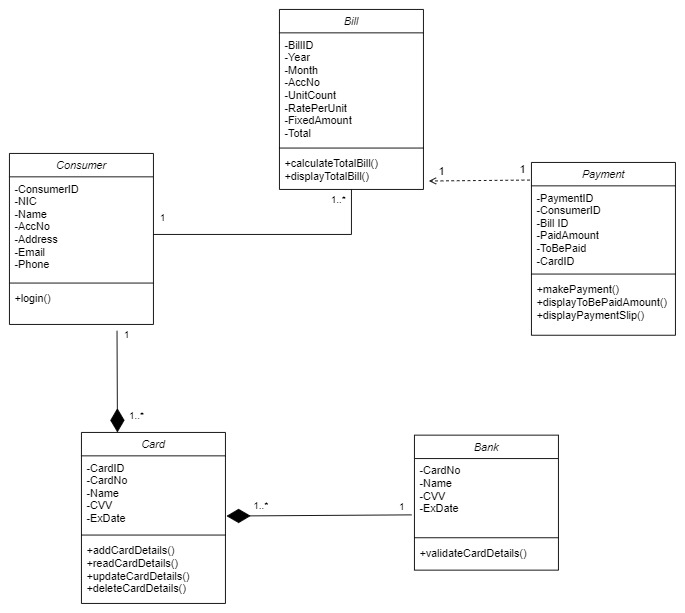 Bill
-BillID
-Year
-Month
-AccNo
-UnitCount
-RatePerUnit
-FixedAmount
-Total
+calculateTotalBill()
+displayTotalBill()
1..*
Consumer
-ConsumerID
-NIC
-Name
-AccNo
-Address
-Email
-Phone
+login()
1
1
1
1
Payment
-PaymentID
-ConsumerID
-Bill ID
-PaidAmount
-ToBePaid
-CardID
+makePayment()
+displayToBePaidAmount()
+displayPaymentSlip()
1..*
Card
-CardID
-CardNo
-Name
-CVV
-ExDate
+addCardDetails()
+readCardDetails()
+updateCardDetails()
+deleteCardDetails()
1..*
1
Bank
-CardNo
-Name
-CVV
-ExDate
+validateCardDetails()